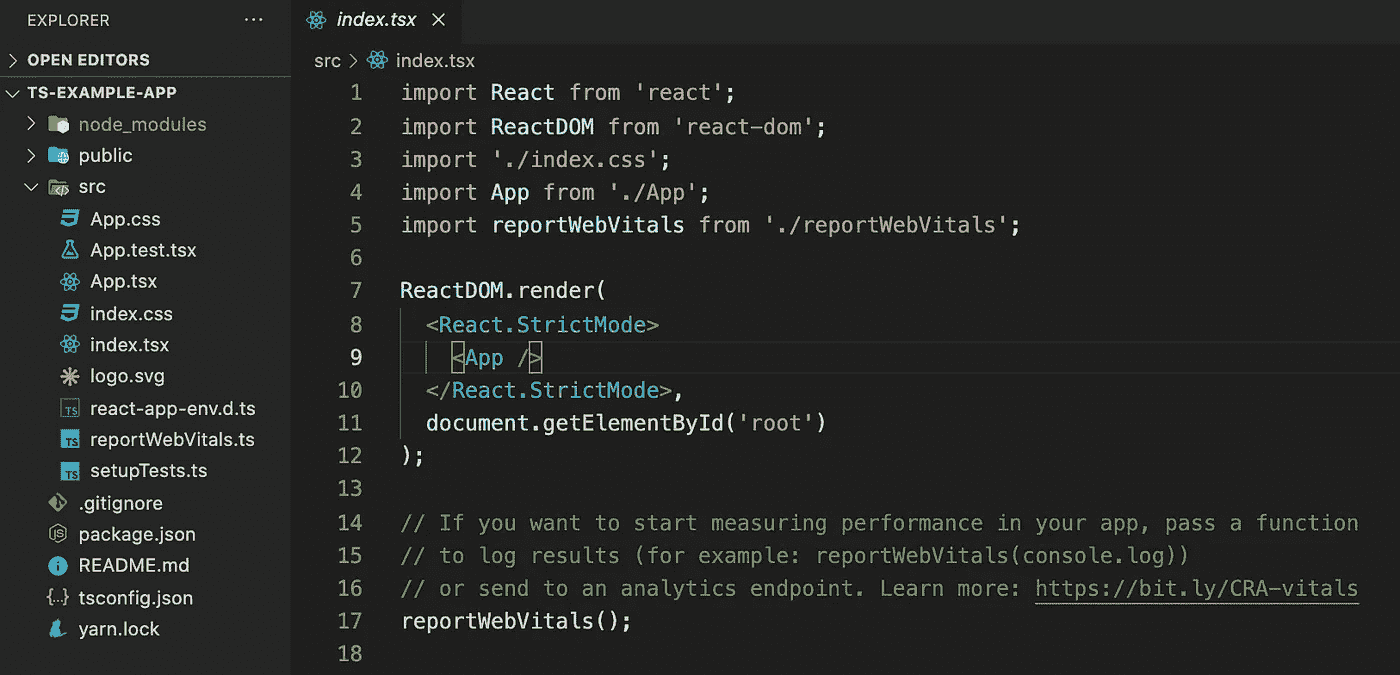 EXPLORER
...
OPEN EDITORS
TS-EXAMPLE-APP
node_modules
public
src
App.css
App.test.tsx
App.tsx
index.css
index.tsx
logo.svg
react-app-env.d.ts
reportWebVitals.ts
setupTests.ts
.gitignore
package.json
README.md
tsconfig.json
yarn.lock
index.tsx
src > index.tsx
1 import React from 'react';
2 import ReactDOM from 'react-dom';
3 import './index.css';
4 import App from './App';
5 import reportWebVitals from './reportWebVitals';
6
7 ReactDOM.render(
8   <React.StrictMode>
9     <App />
10   </React.StrictMode>,
11   document.getElementById('root')
12 );
13
14 // If you want to start measuring performance in your app, pass a function
15 // to log results (for example: reportWebVitals(console.log))
16 // or send to an analytics endpoint. Learn more: https://bit.ly/CRA-vitals
17 reportWebVitals();
18